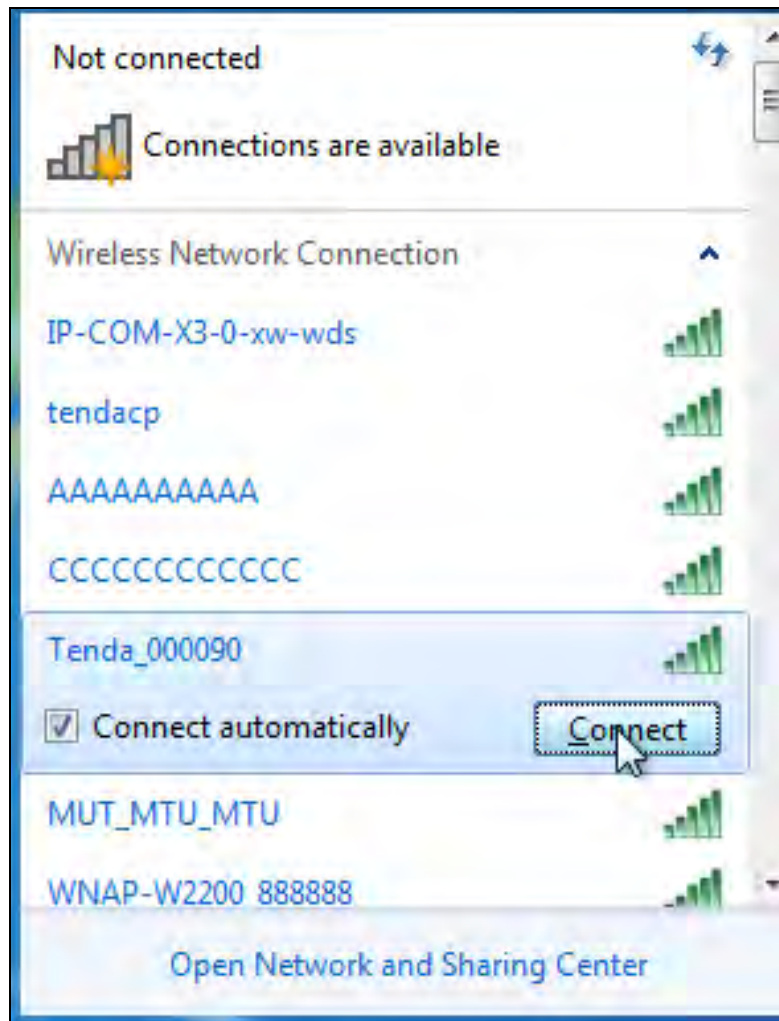 Not connected
Connections are available
Wireless Network Connection
IP-COM-X3-0-xw-wds
tendacp
AAAAAAAAAA
CCCCCCCCCCCC
Tenda_000090
Connect automatically
Connect
MUT_MTU_MTU
WNAP-W2200_888888
Open Network and Sharing Center